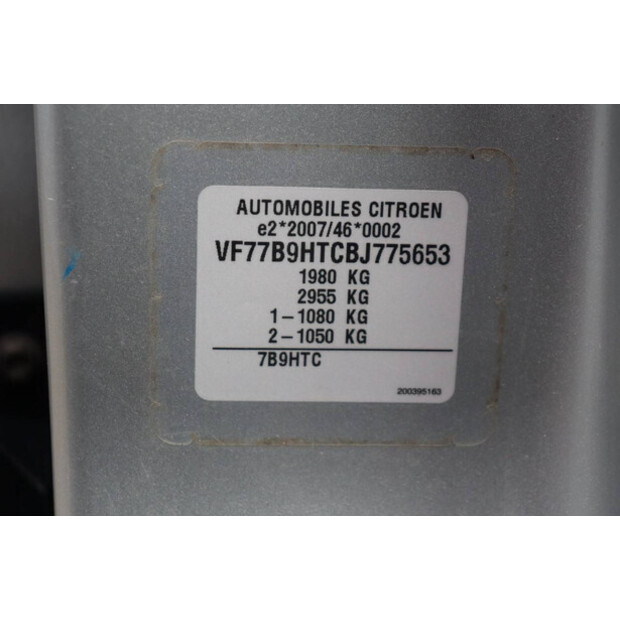 AUTOMOBILES CITROEN
e2*2007/46*0002
VF77B9HTCBJ775653
1980 KG
2955 KG
1-1080 KG
2-1050 KG
7B9HTC
200395163